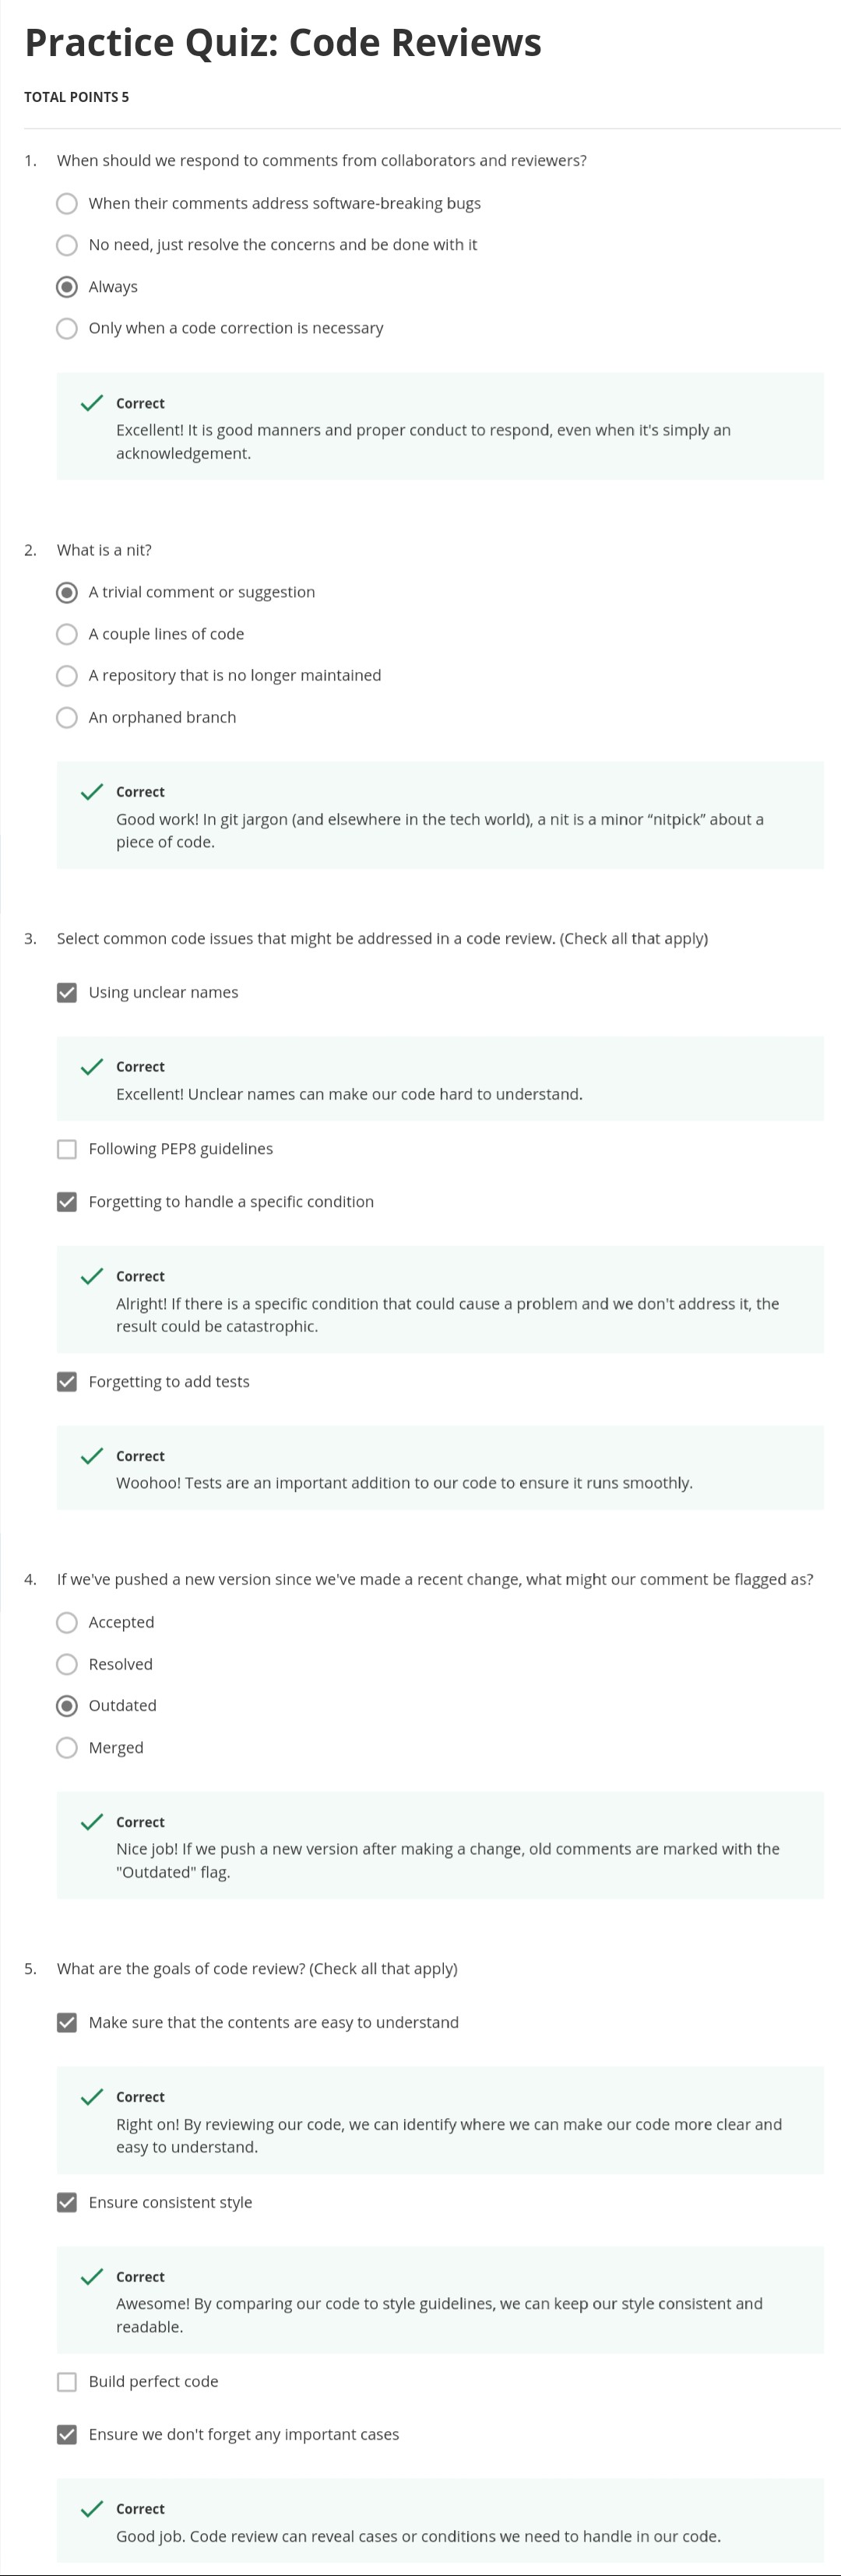 Practice Quiz: Code Reviews
TOTAL POINTS 5
1. When should we respond to comments from collaborators and reviewers?
When their comments address software-breaking bugs
No need, just resolve the concerns and be done with it
Always
Only when a code correction is necessary
Correct
Excellent! It is good manners and proper conduct to respond, even when it's simply an
acknowledgement.
2. What is a nit?
A trivial comment or suggestion
A couple lines of code
A repository that is no longer maintained
An orphaned branch
Correct
Good work! In git jargon (and elsewhere in the tech world), a nit is a minor “nitpick” about a
piece of code.
3. Select common code issues that might be addressed in a code review. (Check all that apply)
Using unclear names
Correct
Excellent! Unclear names can make our code hard to understand.
Following PEP8 guidelines
Forgetting to handle a specific condition
Correct
Alright! If there is a specific condition that could cause a problem and we don't address it, the
result could be catastrophic.
Forgetting to add tests
Correct
Woohoo! Tests are an important addition to our code to ensure it runs smoothly.
4. If we've pushed a new version since we've made a recent change, what might our comment be flagged as?
Accepted
Resolved
Outdated
Merged
Correct
Nice job! If we push a new version after making a change, old comments are marked with the
"Outdated" flag.
5. What are the goals of code review? (Check all that apply)
Make sure that the contents are easy to understand
Correct
Right on! By reviewing our code, we can identify where we can make our code more clear and
easy to understand.
Ensure consistent style
Correct
Awesome! By comparing our code to style guidelines, we can keep our style consistent and
readable.
Build perfect code
Ensure we don't forget any important cases
Correct
Good job. Code review can reveal cases or conditions we need to handle in our code.